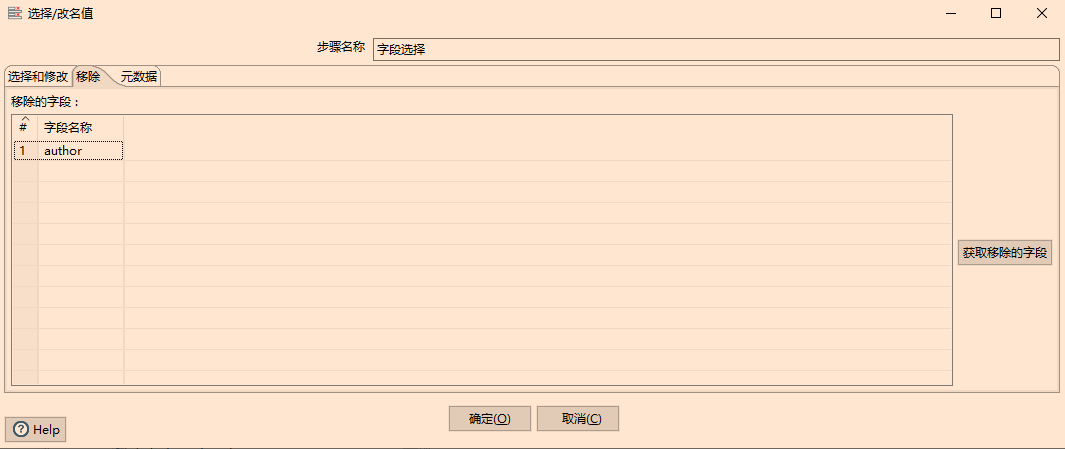 选择/改名值
步骤名称 字段选择
选择和修改 移除 元数据
移除的字段：
# 字段名称
1 author
获取移除的字段
确定(O) 取消(C)
Help